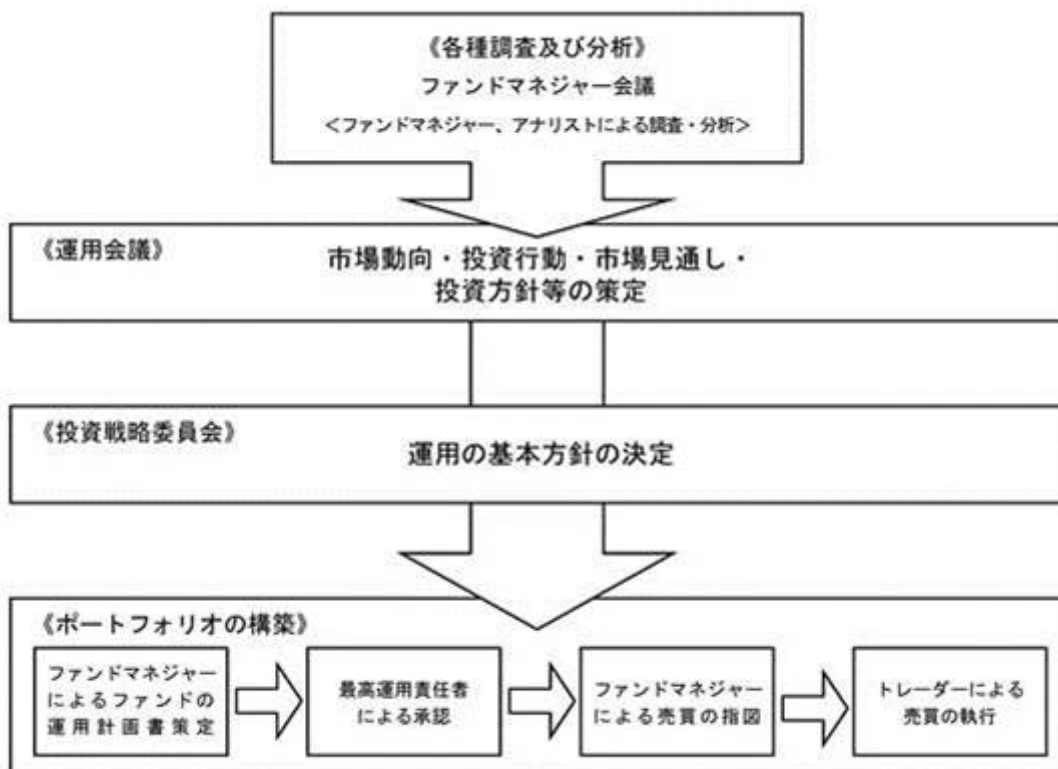 《各種調査及び分析》
ファンドマネジャー会議
＜ファンドマネジャー、アナリストによる調査・分析＞
《運用会議》
市場動向・投資行動・市場見通し・
投資方針等の策定
《投資戦略委員会》
運用の基本方針の決定
《ポートフォリオの構築》
ファンドマネジャー
によるファンドの
運用計画書策定
最高運用責任者
による承認
ファンドマネジャー
による売買の指図
トレーダーによる
売買の執行